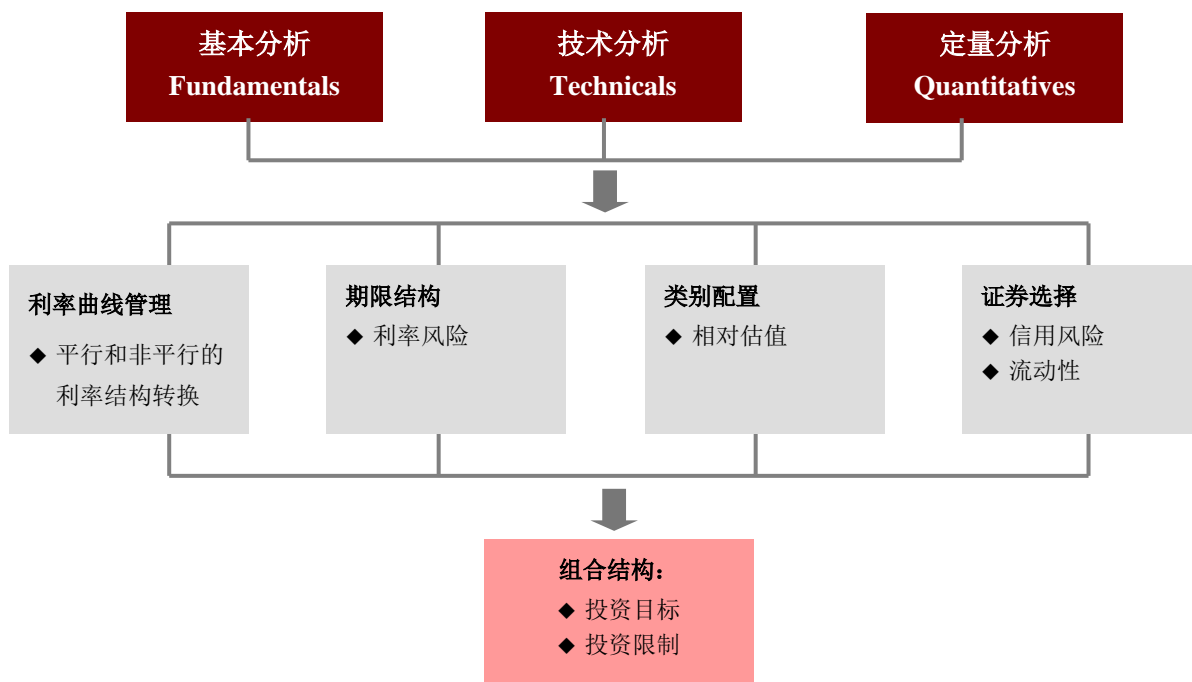 基本分析
Fundamentals
技术分析
Technicals
定量分析
Quantitatives
利率曲线管理
◆ 平行和非平行的
利率结构转换
期限结构
◆ 利率风险
类别配置
◆ 相对估值
证券选择
◆ 信用风险
◆ 流动性
组合结构：
◆ 投资目标
◆ 投资限制